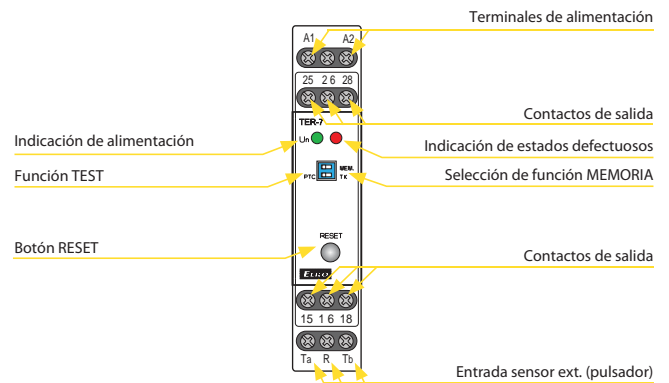 Terminales de alimentación
A1 A2
25 26 28
Contactos de salida
TER-7
Indicación de alimentación
Un
Indicación de estados defectuosos
Función TEST
PTC MEM. TK
Selección de función MEMORIA
RESET
Botón RESET
Contactos de salida
ELKO
15 16 18
Ta R Tb
Entrada sensor ext. (pulsador)